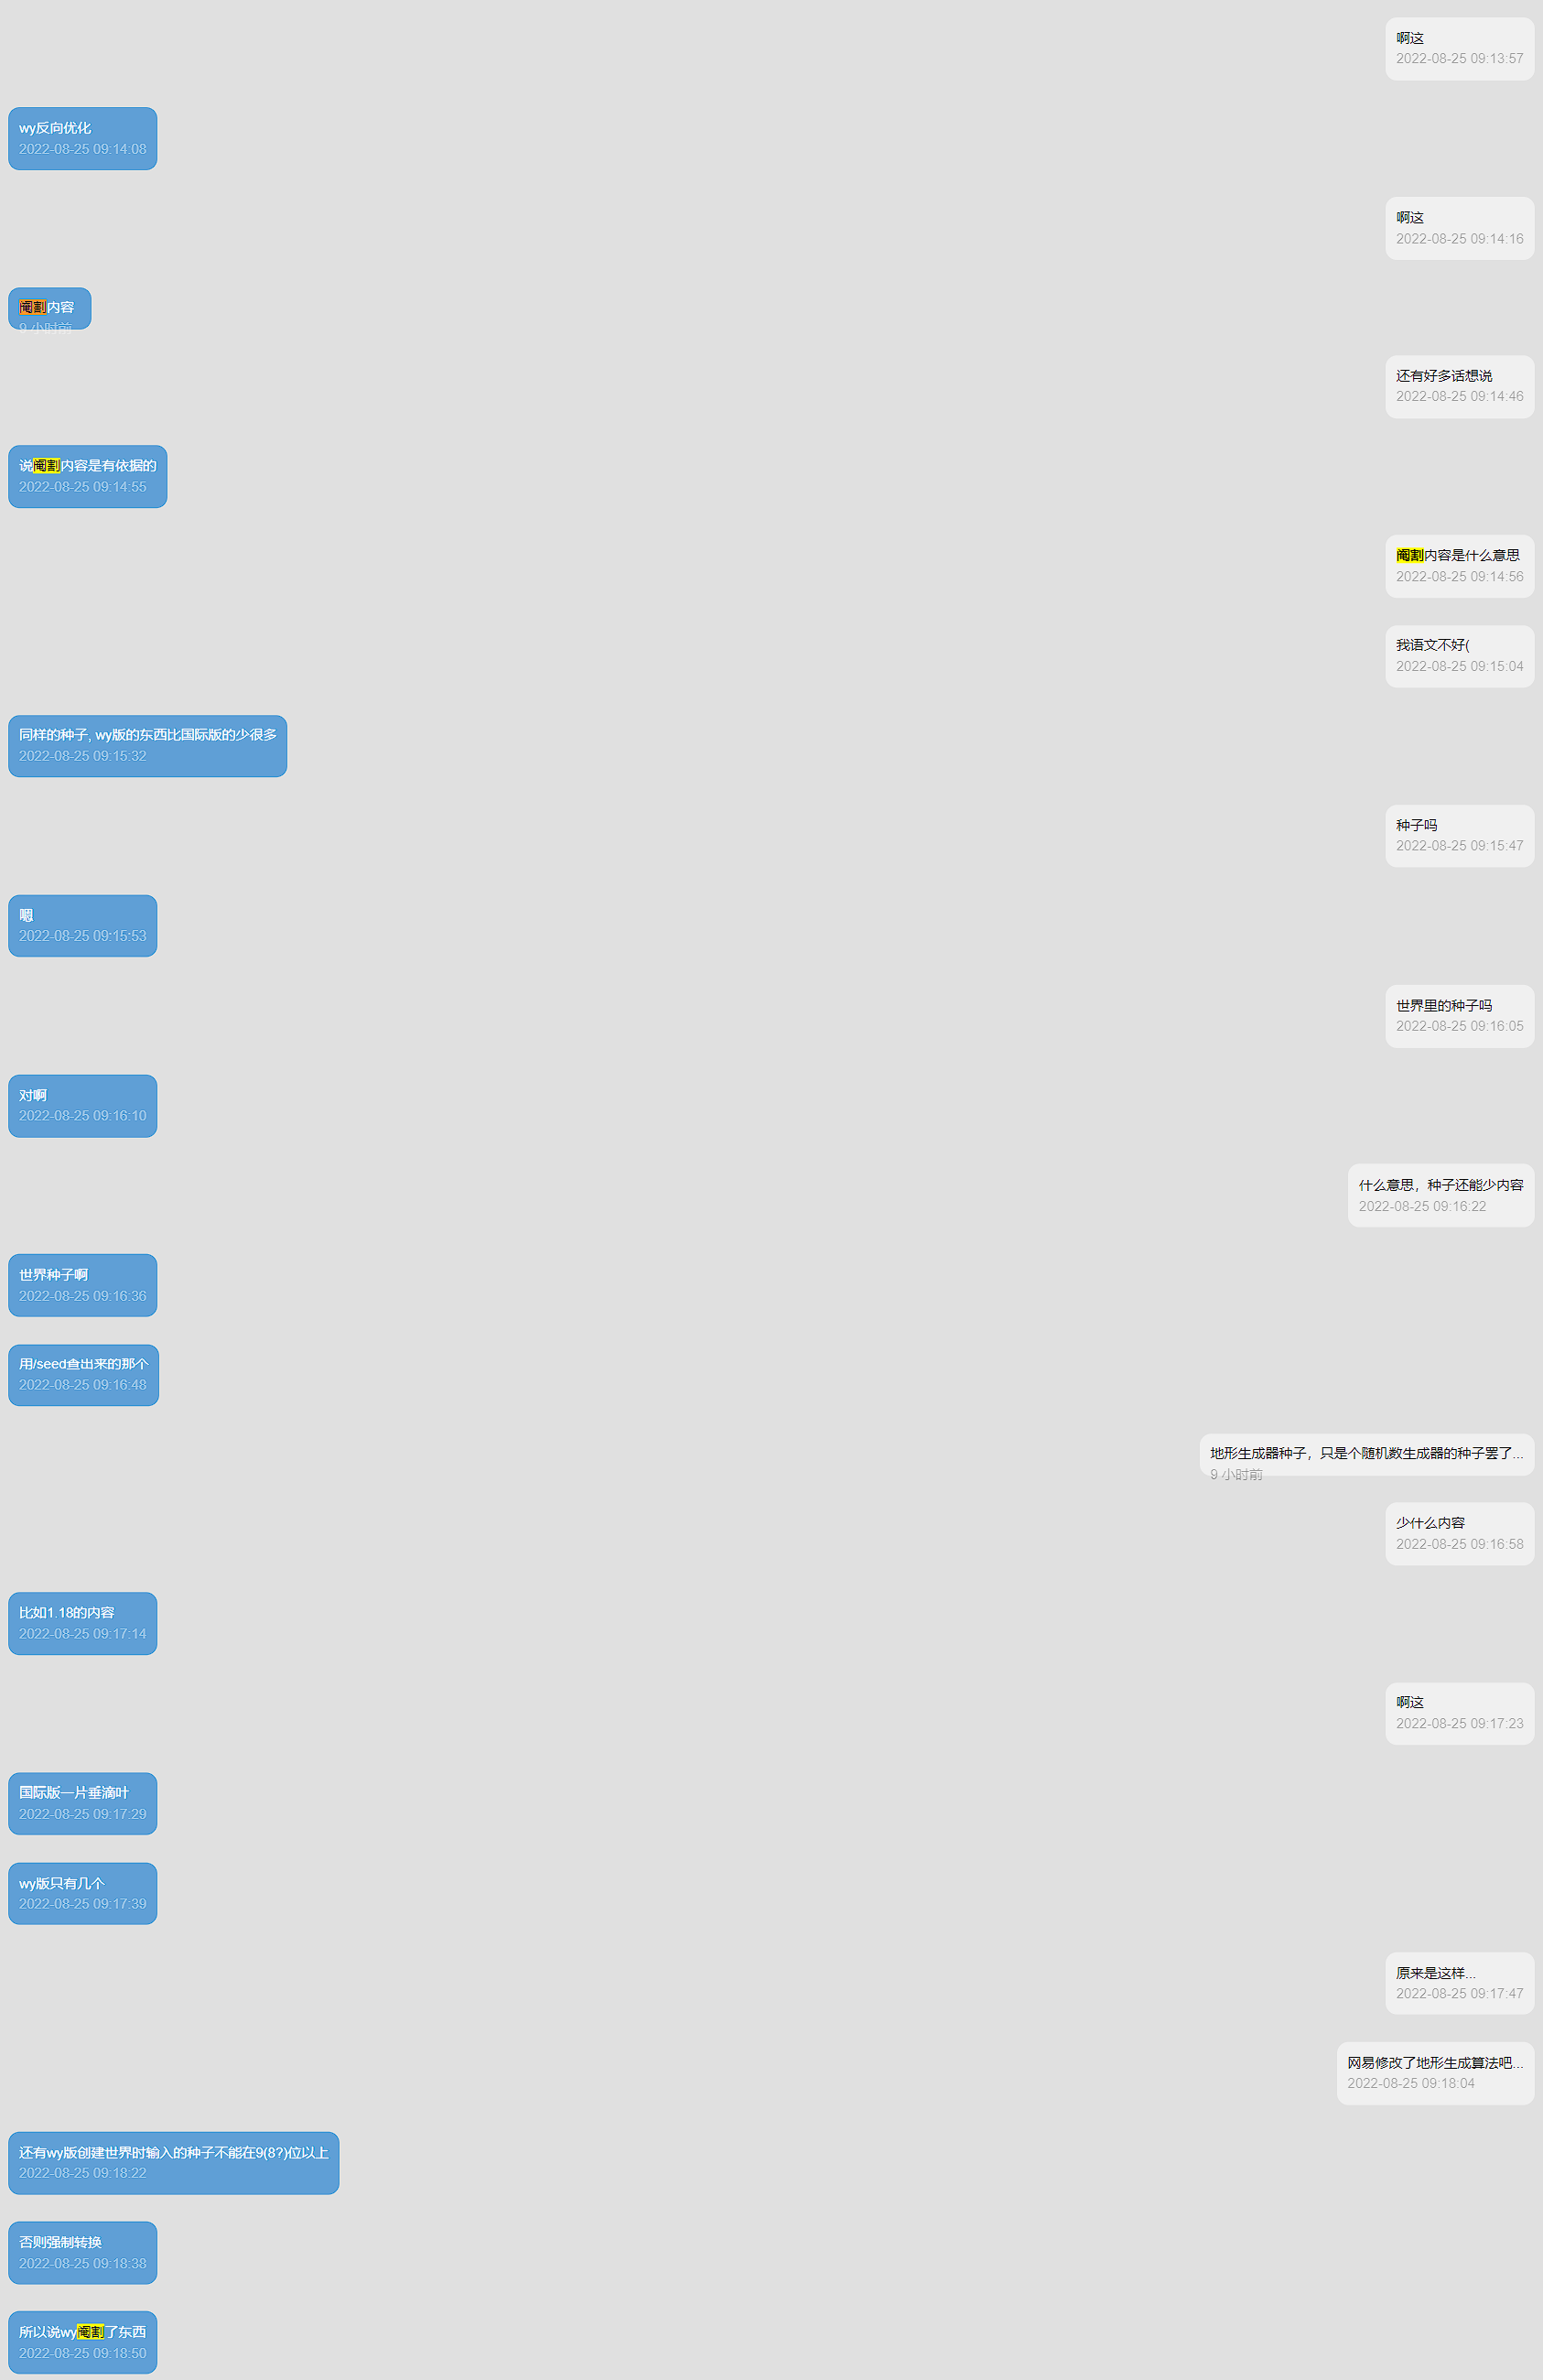 啊这
2022-08-25 09:13:57
wy反向优化
2022-08-25 09:14:08
啊这
2022-08-25 09:14:16
阉割内容
9 小时前
还有好多话想说
2022-08-25 09:14:46
说阉割内容是有依据的
2022-08-25 09:14:55
阉割内容是什么意思
2022-08-25 09:14:56
我语文不好(
2022-08-25 09:15:04
同样的种子, wy版的东西比国际版的少很多
2022-08-25 09:15:32
种子吗
2022-08-25 09:15:47
嗯
2022-08-25 09:15:53
世界里的种子吗
2022-08-25 09:16:05
对啊
2022-08-25 09:16:10
什么意思，种子还能少内容
2022-08-25 09:16:22
世界种子啊
2022-08-25 09:16:36
用/seed查出来的那个
2022-08-25 09:16:48
地形生成器种子，只是个随机数生成器的种子罢了...
9 小时前
少什么内容
2022-08-25 09:16:58
比如1.18的内容
2022-08-25 09:17:14
啊这
2022-08-25 09:17:23
国际版一片垂滴叶
2022-08-25 09:17:29
wy版只有几个
2022-08-25 09:17:39
原来是这样...
2022-08-25 09:17:47
网易修改了地形生成算法吧...
2022-08-25 09:18:04
还有wy版创建世界时输入的种子不能在9(8?)位以上
2022-08-25 09:18:22
否则强制转换
2022-08-25 09:18:38
所以说wy阉割了东西
2022-08-25 09:18:50